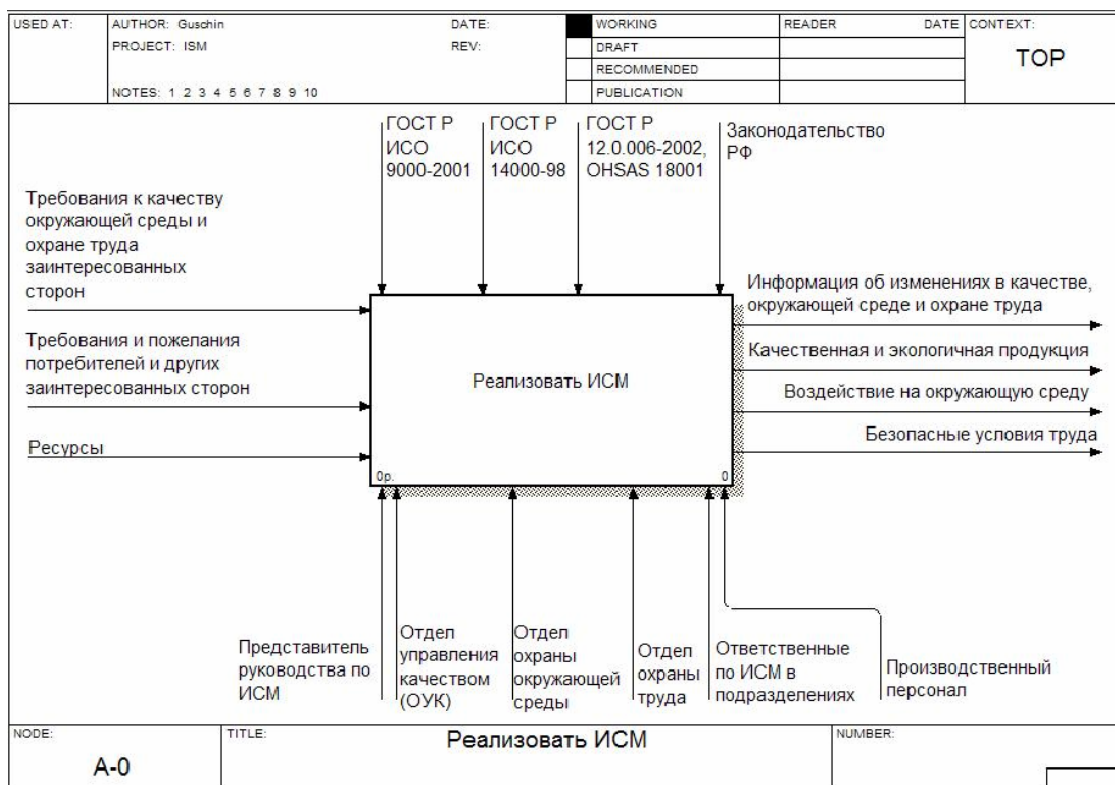 USED AT:
AUTHOR: Guschin
DATE:
PROJECT: ISM
REV:
NOTES: 1 2 3 4 5 6 7 8 9 10
WORKING
DRAFT
RECOMMENDED
PUBLICATION
READER
DATE
CONTEXT:
TOP
ГОСТ Р
ИСО
9000-2001
ГОСТ Р
ИСО
14000-98
ГОСТ Р
12.0.006-2002,
OHSAS 18001
Законодательство
РФ
Требования к качеству
окружающей среды и
охране труда
заинтересованных
сторон
Требования и пожелания
потребителей и других
заинтересованных сторон
Ресурсы
Реализовать ИСМ
0р.
0
Информация об изменениях в качестве,
окружающей среде и охране труда
Качественная и экологичная продукция
Воздействие на окружающую среду
Безопасные условия труда
Представитель
руководства по
ИСМ
Отдел
управления
качеством
(ОУК)
Отдел
охраны
окружающей
среды
Отдел
охраны
труда
Ответственные
по ИСМ в
подразделениях
Производственный
персонал
NODE:
A-0
TITLE:
Реализовать ИСМ
NUMBER: